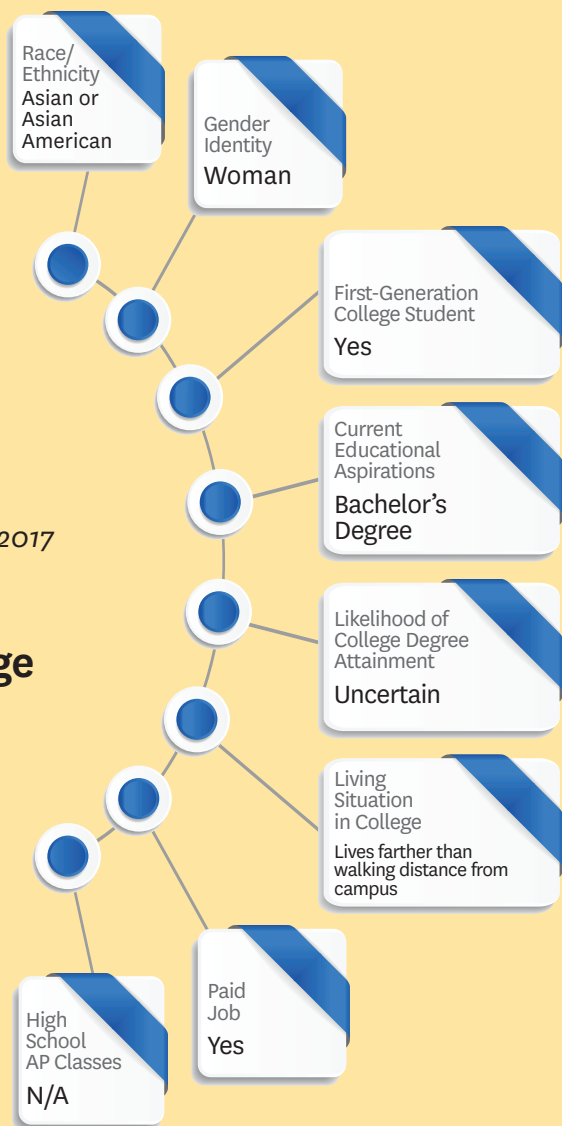 Race/
Ethnicity
Asian or
Asian
American
Gender
Identity
Woman
First-Generation
College Student
Yes
Current
Educational
Aspirations
Bachelor’s
Degree
2017
Likelihood of
College Degree
Attainment
Uncertain
ge
Living
Situation
in College
Lives farther than
walking distance from
campus
Paid
Job
Yes
High
School
AP Classes
N/A